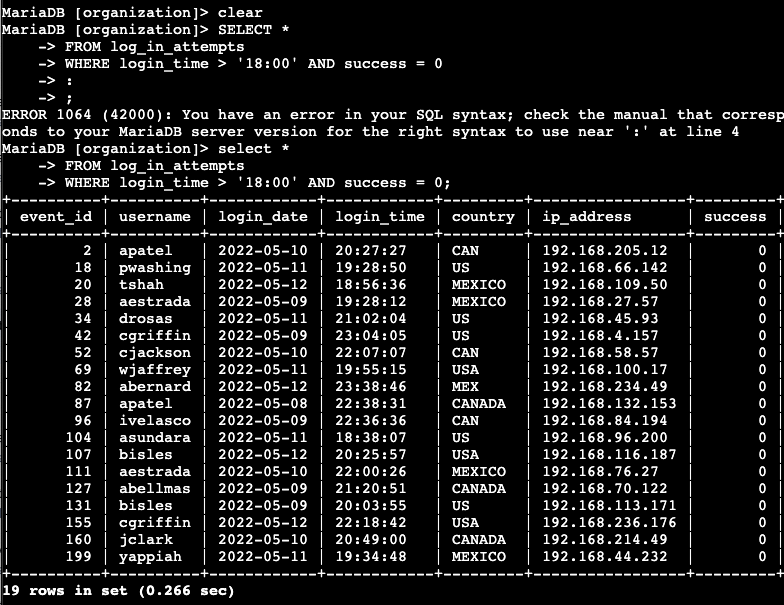 MariaDB [organization]> clear
MariaDB [organization]> SELECT *
    -> FROM log_in_attempts
    -> WHERE login_time > '18:00' AND success = 0
    -> :
    -> ;
ERROR 1064 (42000): You have an error in your SQL syntax; check the manual that corresp
onds to your MariaDB server version for the right syntax to use near ':' at line 4
MariaDB [organization]> select *
    -> FROM log_in_attempts
    -> WHERE login_time > '18:00' AND success = 0;
+----------+----------+------------+------------+---------+-----------------+---------+
| event_id | username | login_date | login_time | country | ip_address      | success |
+----------+----------+------------+------------+---------+-----------------+---------+
|        2 | apatel   | 2022-05-10 | 20:27:27   | CAN     | 192.168.205.12  |       0 |
|       18 | pwashing | 2022-05-11 | 19:28:50   | US      | 192.168.66.142  |       0 |
|       20 | tshah    | 2022-05-12 | 18:56:36   | MEXICO  | 192.168.109.50  |       0 |
|       28 | aestrada | 2022-05-09 | 19:28:12   | MEXICO  | 192.168.27.57   |       0 |
|       34 | drosas   | 2022-05-11 | 21:02:04   | US      | 192.168.45.93   |       0 |
|       42 | cgriffin | 2022-05-09 | 23:04:05   | US      | 192.168.4.157   |       0 |
|       52 | cjackson | 2022-05-10 | 22:07:07   | CAN     | 192.168.58.57   |       0 |
|       69 | wjaffrey | 2022-05-11 | 19:55:15   | USA     | 192.168.100.17  |       0 |
|       82 | abernard | 2022-05-12 | 23:38:46   | MEX     | 192.168.234.49  |       0 |
|       87 | apatel   | 2022-05-08 | 22:38:31   | CANADA  | 192.168.132.153 |       0 |
|       96 | ivelasco | 2022-05-09 | 22:36:36   | CAN     | 192.168.84.194  |       0 |
|      104 | asundara | 2022-05-11 | 18:38:07   | US      | 192.168.96.200  |       0 |
|      107 | bisles   | 2022-05-12 | 20:25:57   | USA     | 192.168.116.187 |       0 |
|      111 | aestrada | 2022-05-10 | 22:00:26   | MEXICO  | 192.168.76.27   |       0 |
|      127 | abellmas | 2022-05-09 | 21:20:51   | CANADA  | 192.168.70.122  |       0 |
|      131 | bisles   | 2022-05-09 | 20:03:55   | US      | 192.168.113.171 |       0 |
|      155 | cgriffin | 2022-05-12 | 22:18:42   | USA     | 192.168.236.176 |       0 |
|      160 | jclark   | 2022-05-10 | 20:49:00   | CANADA  | 192.168.214.49  |       0 |
|      199 | yappiah  | 2022-05-11 | 19:34:48   | MEXICO  | 192.168.44.232  |       0 |
+----------+----------+------------+------------+---------+-----------------+---------+
19 rows in set (0.266 sec)